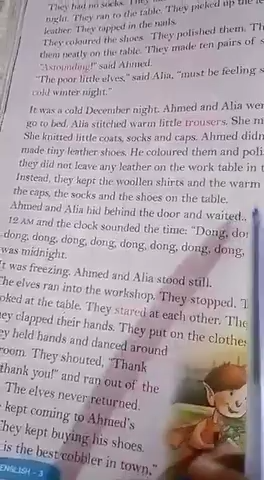 They had no socks. They
night. They ran to the table. They picked up the
leather. They tapped in the nails.
They coloured the shoes. They polished them. Th
them neatly on the table. They made ten pairs of s
"Astounding!" said Ahmed.
"The poor little elves," said Alia, "must be feeling s
cold winter night."
It was a cold December night. Ahmed and Alia wer
go to bed. Alia stitched warm little trousers. She m
She knitted little coats, socks and caps. Ahmed didn
made tiny leather shoes. He coloured them and poli
they did not leave any leather on the work table in t
Instead, they kept the woollen shirts and the warm
the caps, the socks and the shoes on the table.
Ahmed and Alia hid behind the door and waited..
12 AM and the clock sounded the time: "Dong, do
dong, dong, dong, dong, dong, dong, dong, dong,
was midnight.
t was freezing. Ahmed and Alia stood still.
he elves ran into the workshop. They stopped. T
oked at the table. They stared at each other. The
ey clapped their hands. They put on the clothes
ey held hands and danced around
room. They shouted, "Thank
thank you!" and ran out of the
The elves never returned.
kept coming to Ahmed's
They kept buying his shoes.
is the best cobbler in town."
ENGLISH - 3